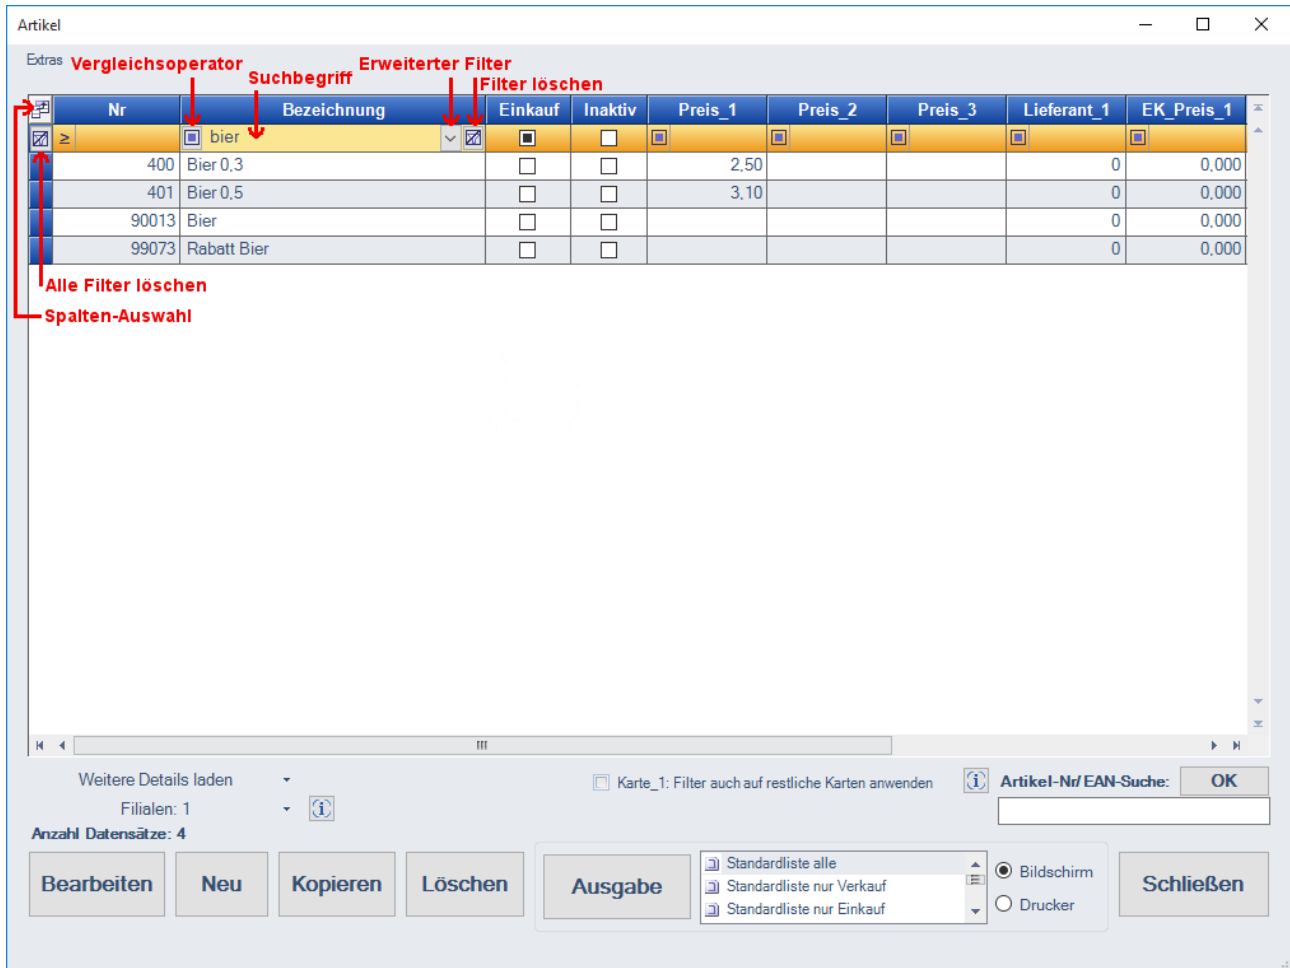 Artikel
Extras Vergleichsoperator Erweiterter Filter
Suchbegriff Filter löschen
Nr Bezeichnung Einkauf Inaktiv Preis_1 Preis_2 Preis_3 Lieferant_1 EK_Preis_1
≥ bier
400 Bier 0,3 2,50 0 0,000
401 Bier 0,5 3,10 0 0,000
90013 Bier 0 0,000
99073 Rabatt Bier 0 0,000
Alle Filter löschen
Spalten-Auswahl
Weitere Details laden Karte_1: Filter auch auf restliche Karten anwenden Artikel-Nr/ EAN-Suche: OK
Filialen: 1
Anzahl Datensätze: 4
Bearbeiten Neu Kopieren Löschen Ausgabe
Standardliste alle
Standardliste nur Verkauf
Standardliste nur Einkauf
Bildschirm
Drucker
Schließen